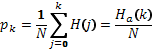 p_k = \frac{1}{N} \sum_{j=0}^{k} H(j) = \frac{H_a(k)}{N}